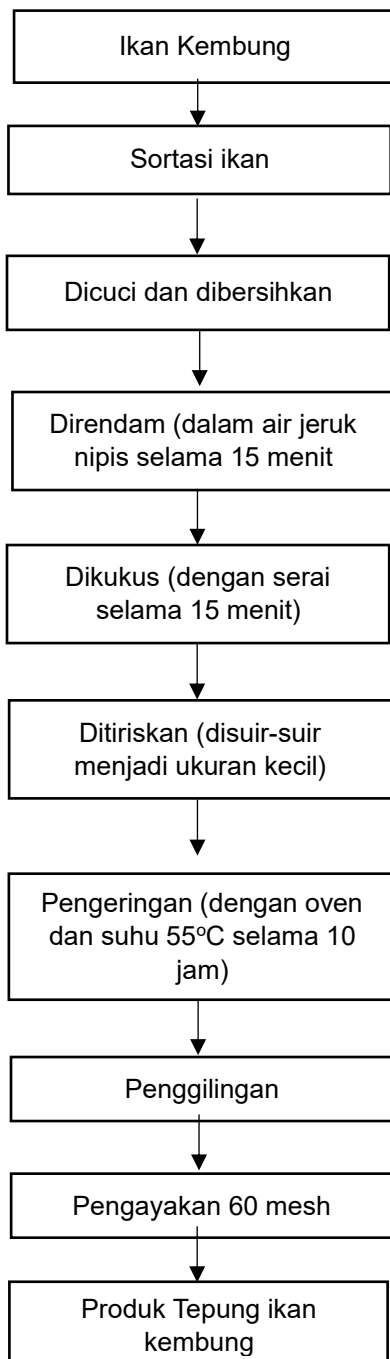 Ikan Kembung
Sortasi ikan
Dicuci dan dibersihkan
Direndam (dalam air jeruk
nipis selama 15 menit
Dikukus (dengan serai
selama 15 menit)
Ditiriskan (disuir-suir
menjadi ukuran kecil)
Pengeringan (dengan oven
dan suhu 55°C selama 10
jam)
Penggilingan
Pengayakan 60 mesh
Produk Tepung ikan
kembung